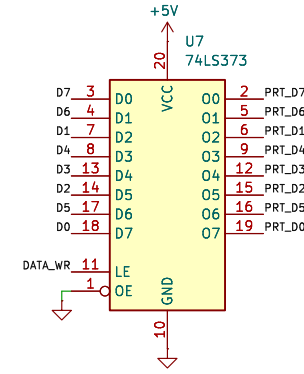 +5V
U7
74LS373
20
VCC
D7 3 D0 O0 2 PRT_D7
D6 4 D1 O1 5 PRT_D6
D1 7 D2 O2 6 PRT_D1
D4 8 D3 O3 9 PRT_D4
D3 13 D4 O4 12 PRT_D3
D2 14 D5 O5 15 PRT_D2
D5 17 D6 O6 16 PRT_D5
D0 18 D7 O7 19 PRT_D0
DATA_WR 11 LE
1 OE
GND
10